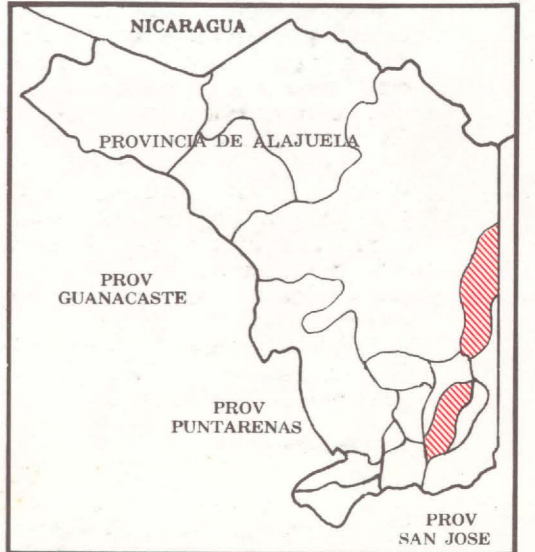 NICARAGUA
PROVINCIA DE ALAJUELA
PROV
GUANACASTE
PROV
PUNTARENAS
PROV
SAN JOSE